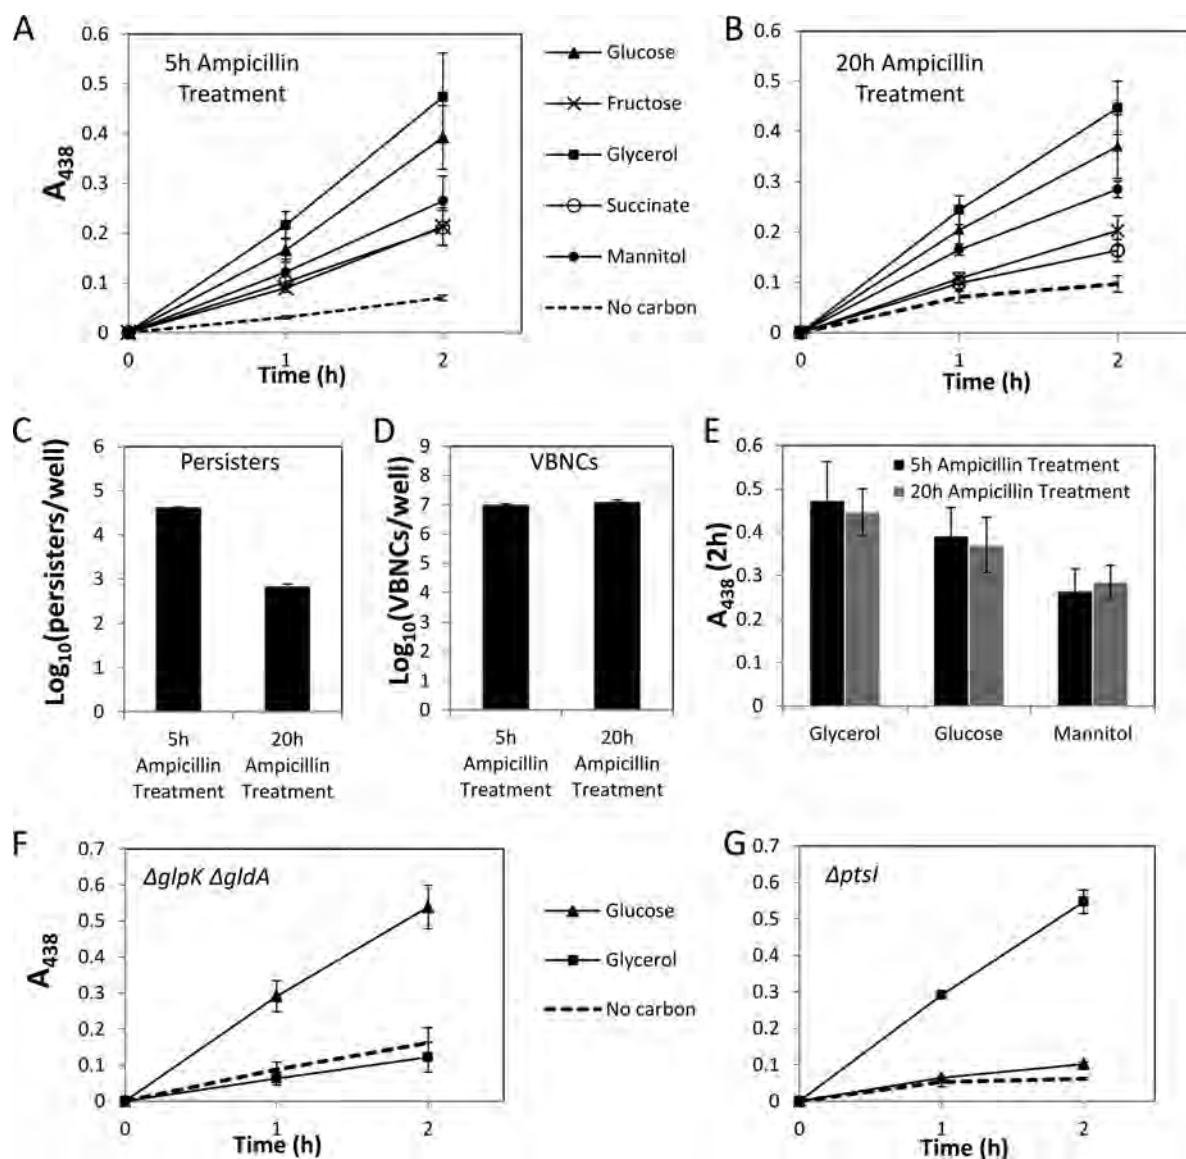 A
5h Ampicillin
Treatment
A438
0.6
0.5
0.4
0.3
0.2
0.1
0
0 1 2
Time (h)
Glucose
Fructose
Glycerol
Succinate
Mannitol
No carbon
B
20h Ampicillin
Treatment
0.6
0.5
0.4
0.3
0.2
0.1
0
0 1 2
Time (h)
C
Persisters
Log10(persisters/well)
6
5
4
3
2
1
0
5h
Ampicillin
Treatment
20h
Ampicillin
Treatment
D
VBNCs
Log10(VBNCs/well)
9
8
7
6
5
4
3
2
1
0
5h
Ampicillin
Treatment
20h
Ampicillin
Treatment
E
5h Ampicillin Treatment
20h Ampicillin Treatment
A438 (2h)
0.6
0.5
0.4
0.3
0.2
0.1
0
Glycerol Glucose Mannitol
F
ΔglpK ΔgldA
A438
0.7
0.6
0.5
0.4
0.3
0.2
0.1
0
0 1 2
Time (h)
Glucose
Glycerol
No carbon
G
ΔptsI
0.7
0.6
0.5
0.4
0.3
0.2
0.1
0
0 1 2
Time (h)